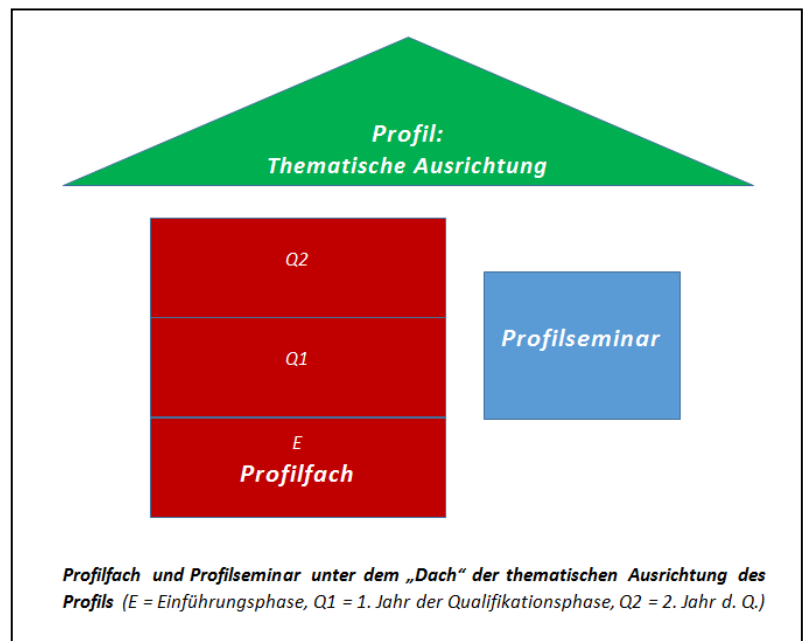 Profil:
Thematische Ausrichtung
Q2
Q1
Profilseminar
E
Profilfach
Profilfach und Profilseminar unter dem „Dach“ der thematischen Ausrichtung des
Profils (E = Einführungsphase, Q1 = 1. Jahr der Qualifikationsphase, Q2 = 2. Jahr d. Q.)